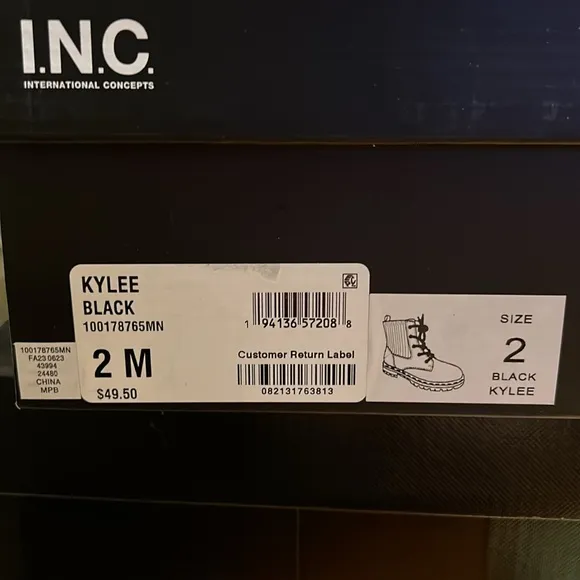 I.N.C.
INTERNATIONAL CONCEPTS
KYLEE
BLACK
100178765MN
2 M
$49.50
1 94136 57208 8
Customer Return Label
082131763813
100178765MN
FA23 0623
43994
24480
CHINA
MPB
SIZE
2
BLACK
KYLEE